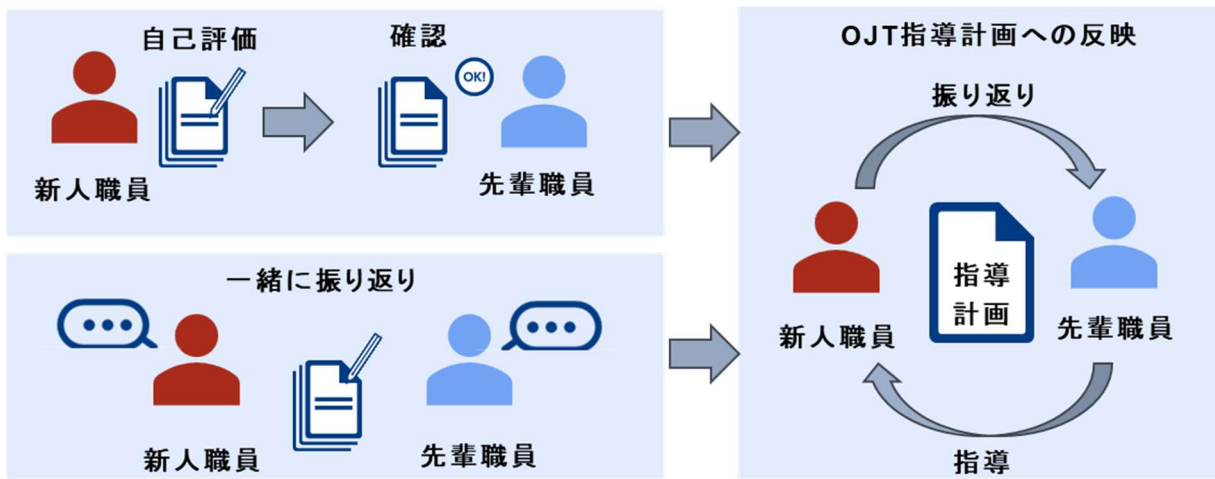 自己評価
確認
OK!
新人職員
先輩職員
一緒に振り返り
新人職員
先輩職員
OJT指導計画への反映
振り返り
指導
計画
新人職員
先輩職員
指導